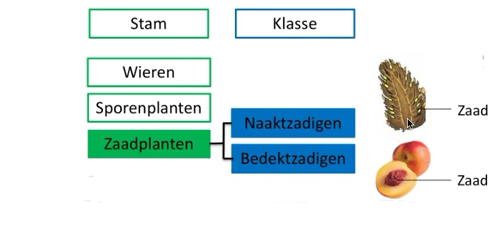 Stam
Klasse
Wieren
Sporenplanten
Zaadplanten
Naaktzadigen
Bedektzadigen
Zaad
Zaad